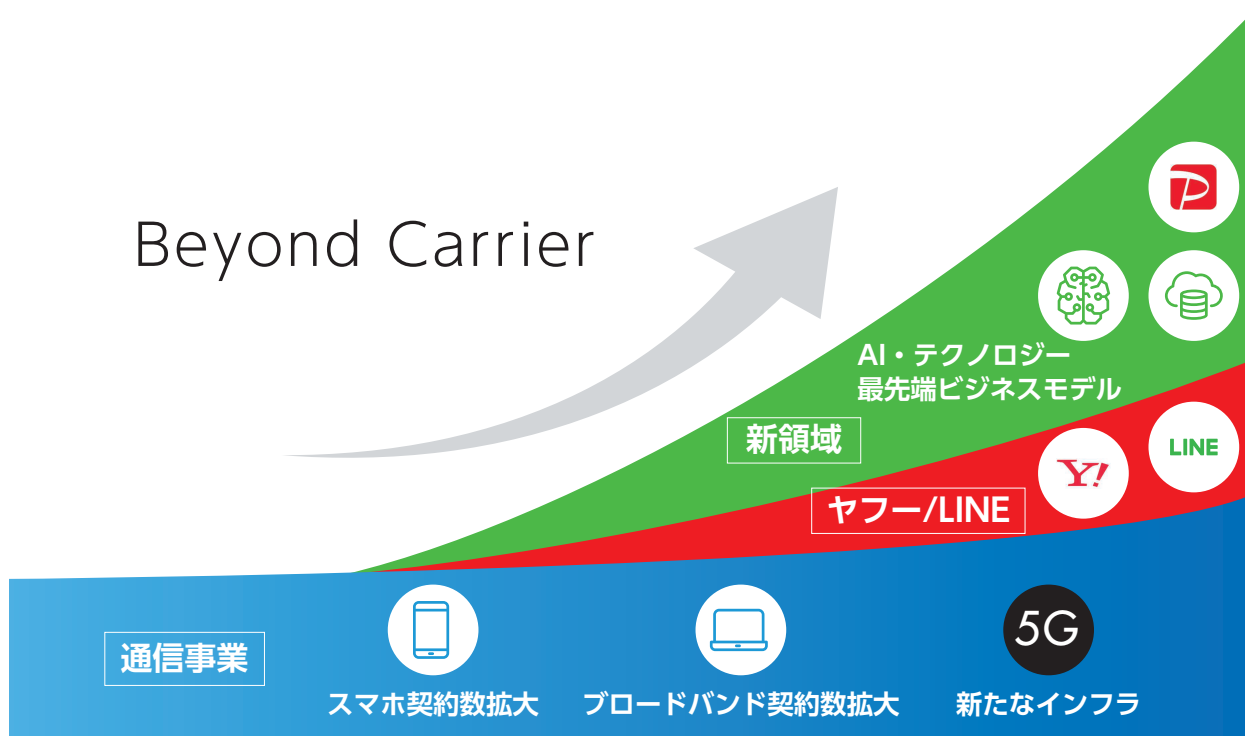 Beyond Carrier
AI・テクノロジー
最先端ビジネスモデル
新領域
LINE
Y!
ヤフー/LINE
5G
通信事業
スマホ契約数拡大
ブロードバンド契約数拡大
新たなインフラ